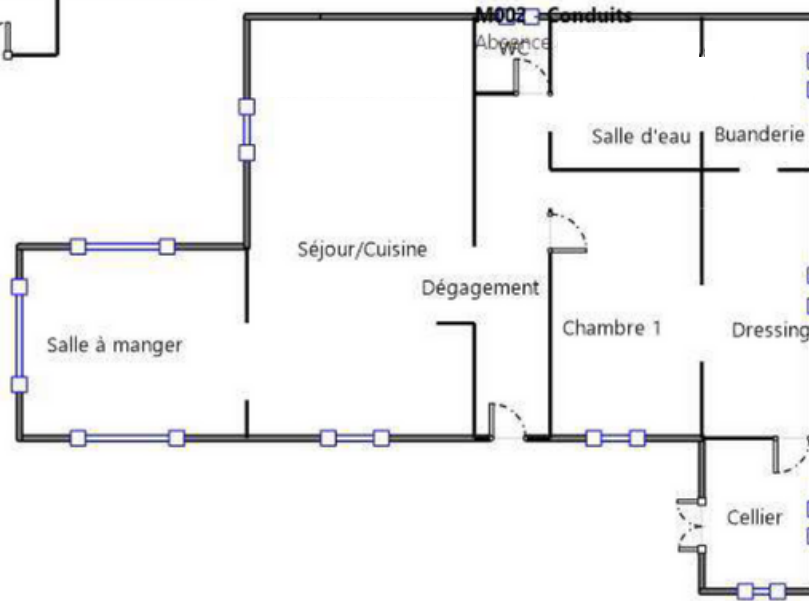 M002 - Conduits
Absence
WC
Salle d'eau
Buanderie
Séjour/Cuisine
Dégagement
Salle à manger
Chambre 1
Dressing
Cellier